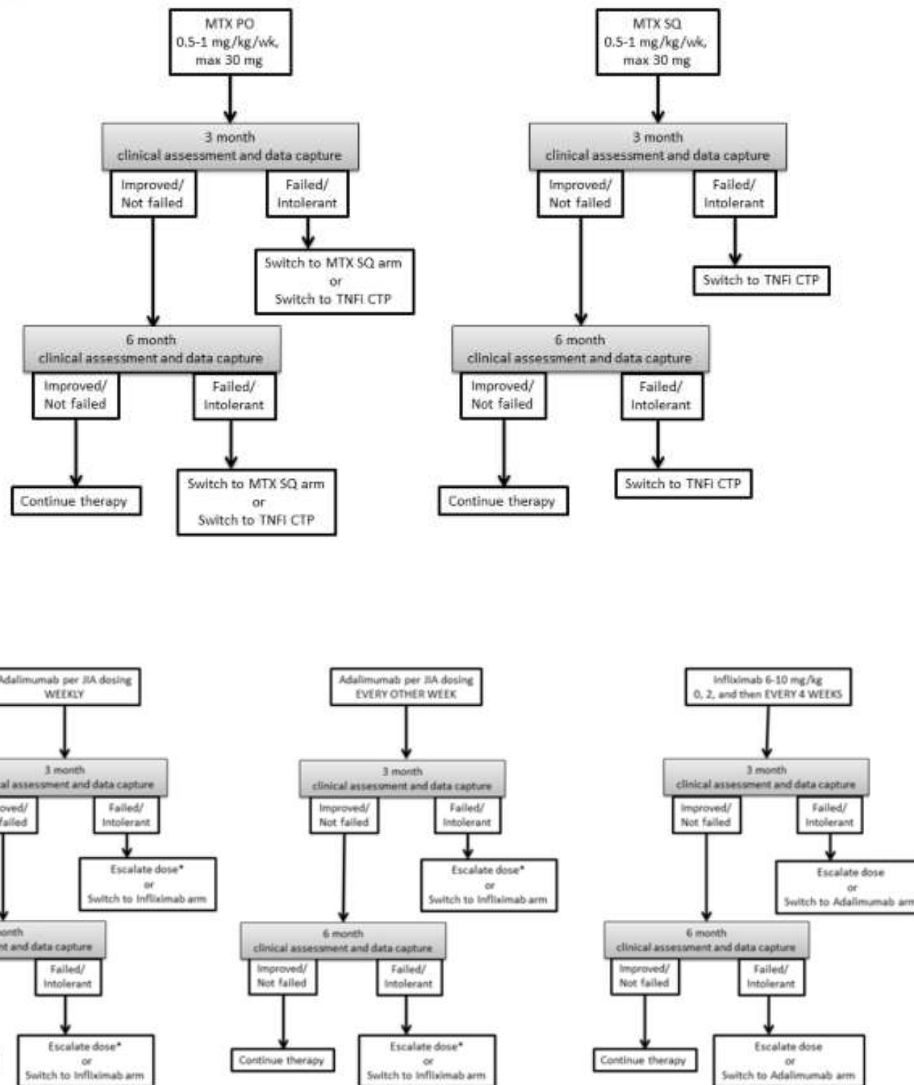 MTX PO
0.5-1 mg/kg/wk,
max 30 mg
3 month
clinical assessment and data capture
Improved/
Not failed
Failed/
Intolerant
Switch to MTX SQ arm
or
Switch to TNFi CTP
6 month
clinical assessment and data capture
Improved/
Not failed
Failed/
Intolerant
Continue therapy
Switch to MTX SQ arm
or
Switch to TNFi CTP
MTX SQ
0.5-1 mg/kg/wk,
max 30 mg
3 month
clinical assessment and data capture
Improved/
Not failed
Failed/
Intolerant
Switch to TNFi CTP
6 month
clinical assessment and data capture
Improved/
Not failed
Failed/
Intolerant
Continue therapy
Switch to TNFi CTP
Adalimumab per JIA dosing
WEEKLY
3 month
assessment and data capture
failed
Failed/
Intolerant
Escalate dose*
or
Switch to Infliximab arm
and data capture
Failed/
Intolerant
Escalate dose*
or
Switch to Infliximab arm
Adalimumab per JIA dosing
EVERY OTHER WEEK
3 month
clinical assessment and data capture
Improved/
Not failed
Failed/
Intolerant
Escalate dose*
or
Switch to Infliximab arm
6 month
clinical assessment and data capture
Improved/
Not failed
Failed/
Intolerant
Continue therapy
Escalate dose*
or
Switch to Infliximab arm
Infliximab 6-10 mg/kg
0, 2, and then EVERY 4 WEEKS
3 month
clinical assessment and data capture
Improved/
Not failed
Failed/
Intolerant
Escalate dose
or
Switch to Adalimumab arm
6 month
clinical assessment and data capture
Improved/
Not failed
Failed/
Intolerant
Continue therapy
Escalate dose
or
Switch to Adalimumab arm